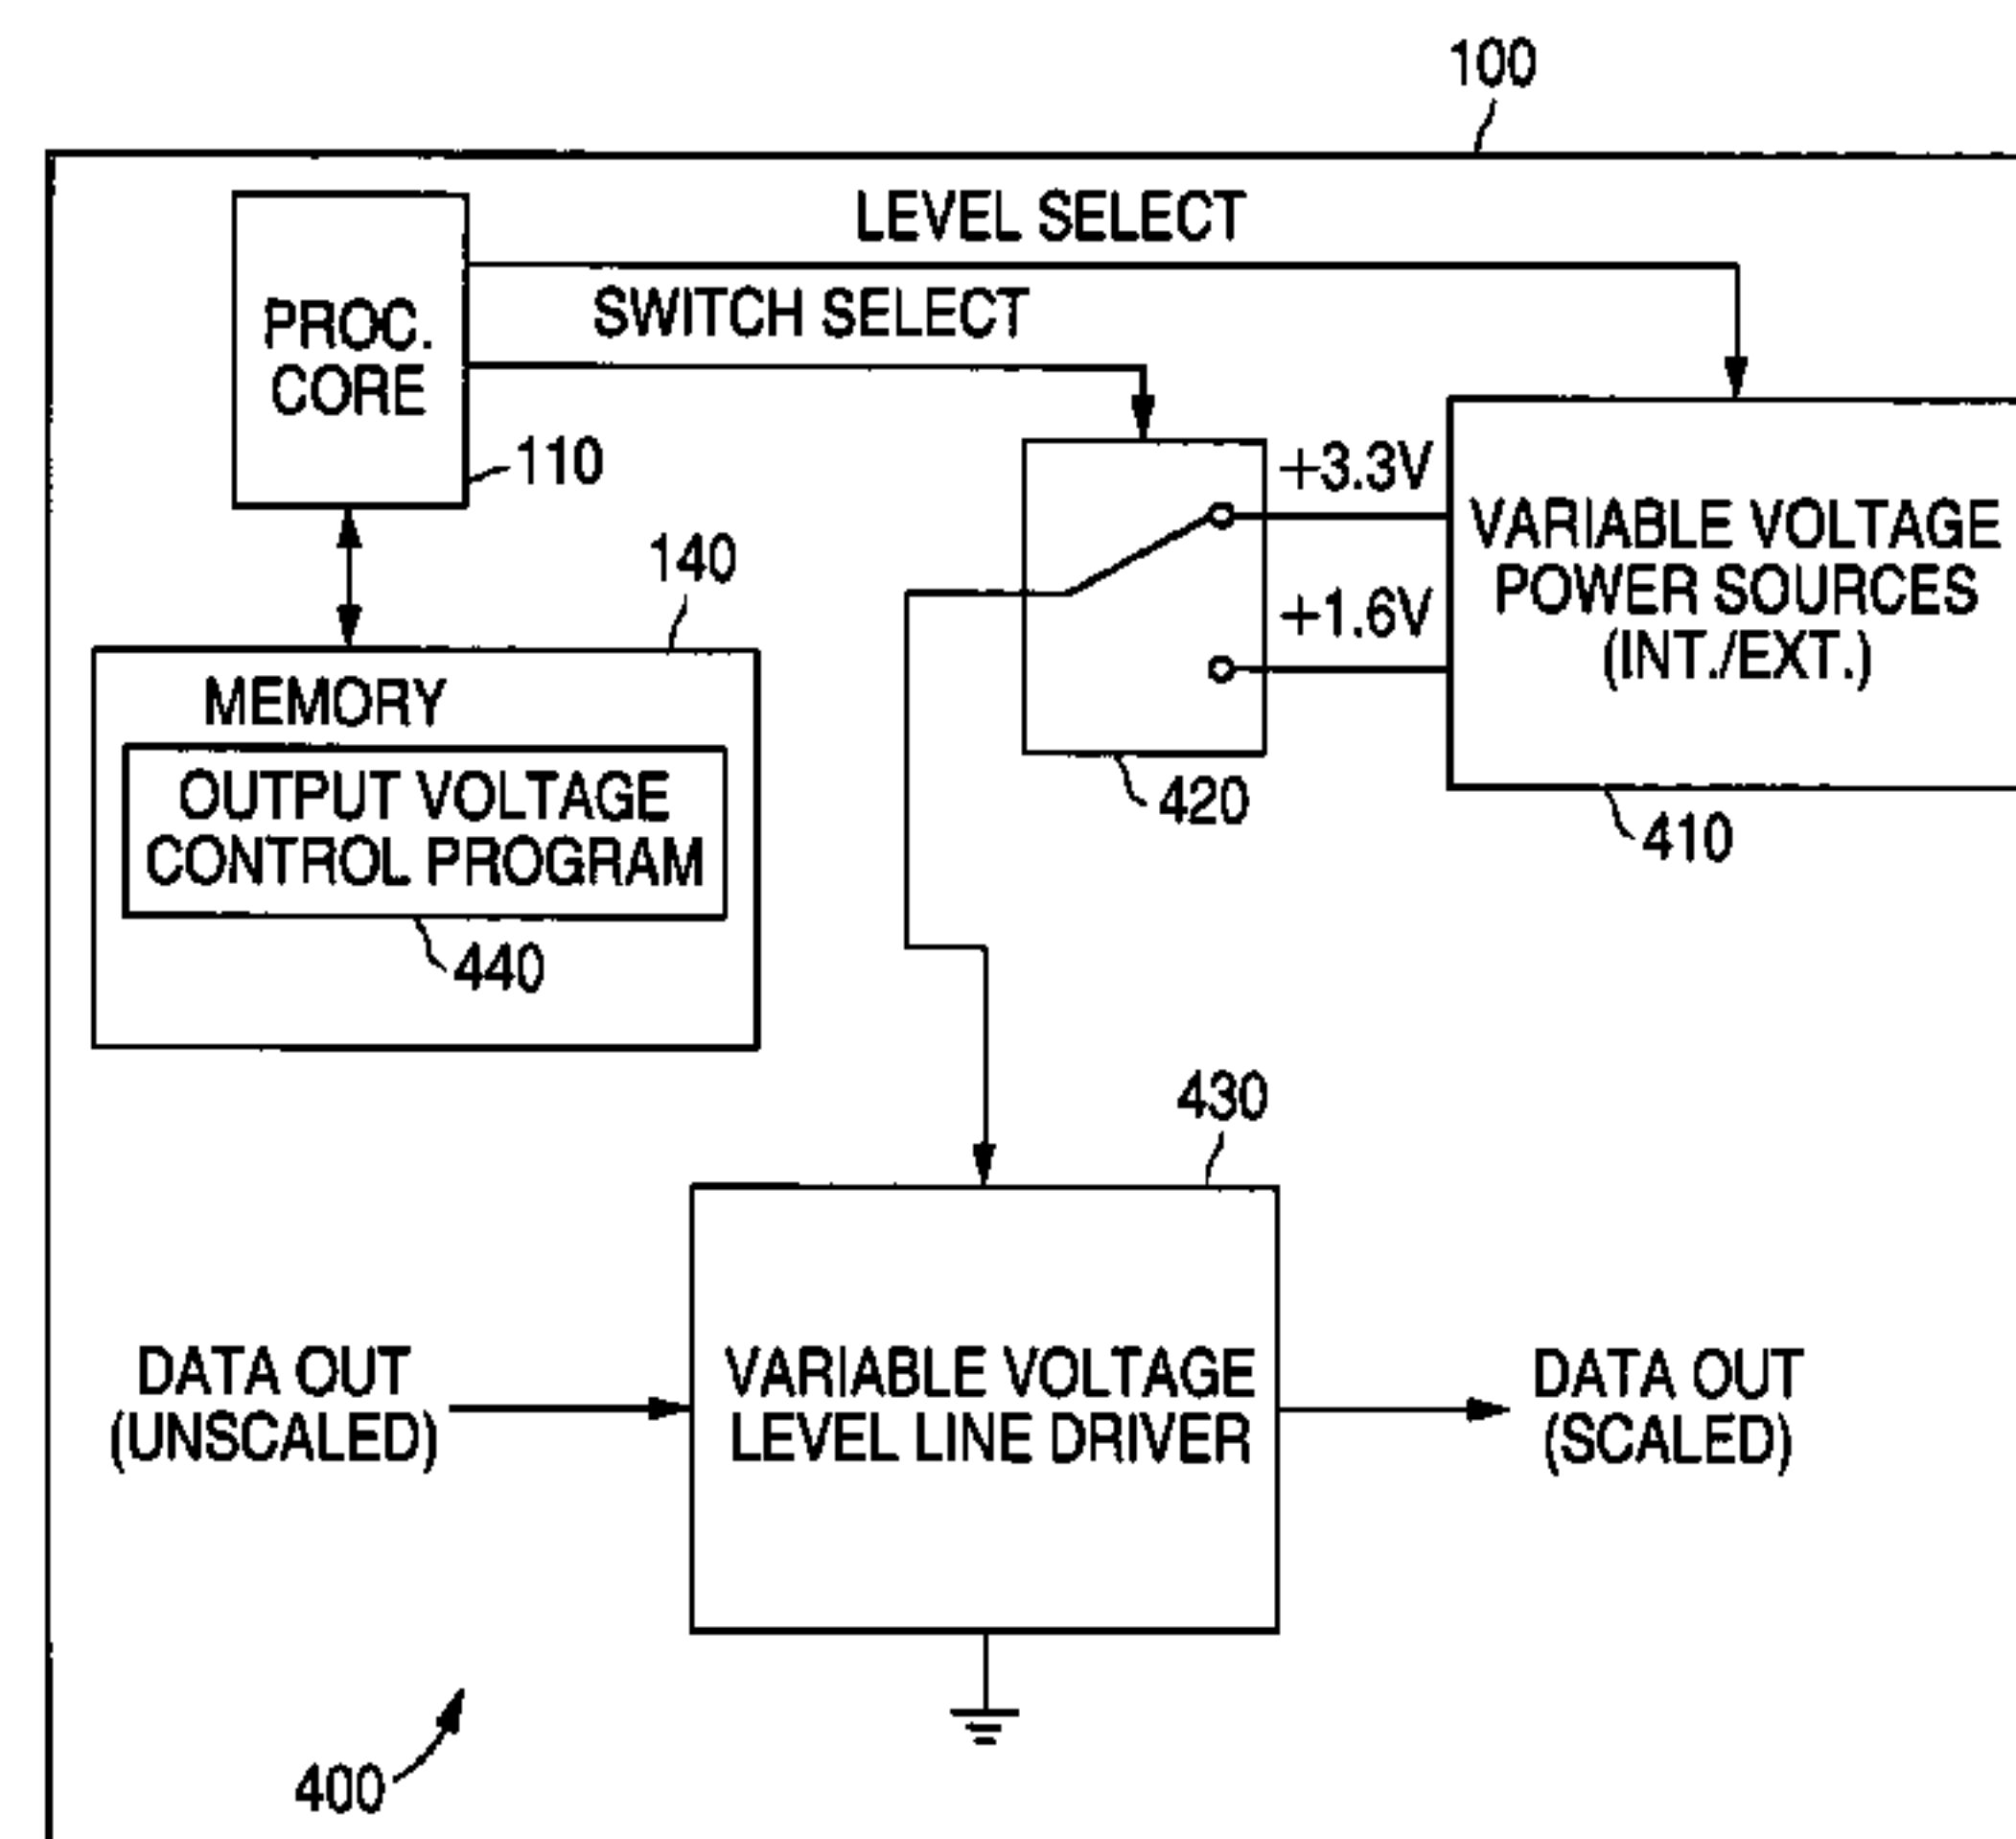 100
LEVEL SELECT
SWITCH SELECT
PROC.
CORE
110
+3.3V
VARIABLE VOLTAGE
POWER SOURCES
(INT./EXT.)
+1.6V
140
MEMORY
OUTPUT VOLTAGE
CONTROL PROGRAM
440
420
410
430
DATA OUT
(UNSCALED)
VARIABLE VOLTAGE
LEVEL LINE DRIVER
DATA OUT
(SCALED)
400